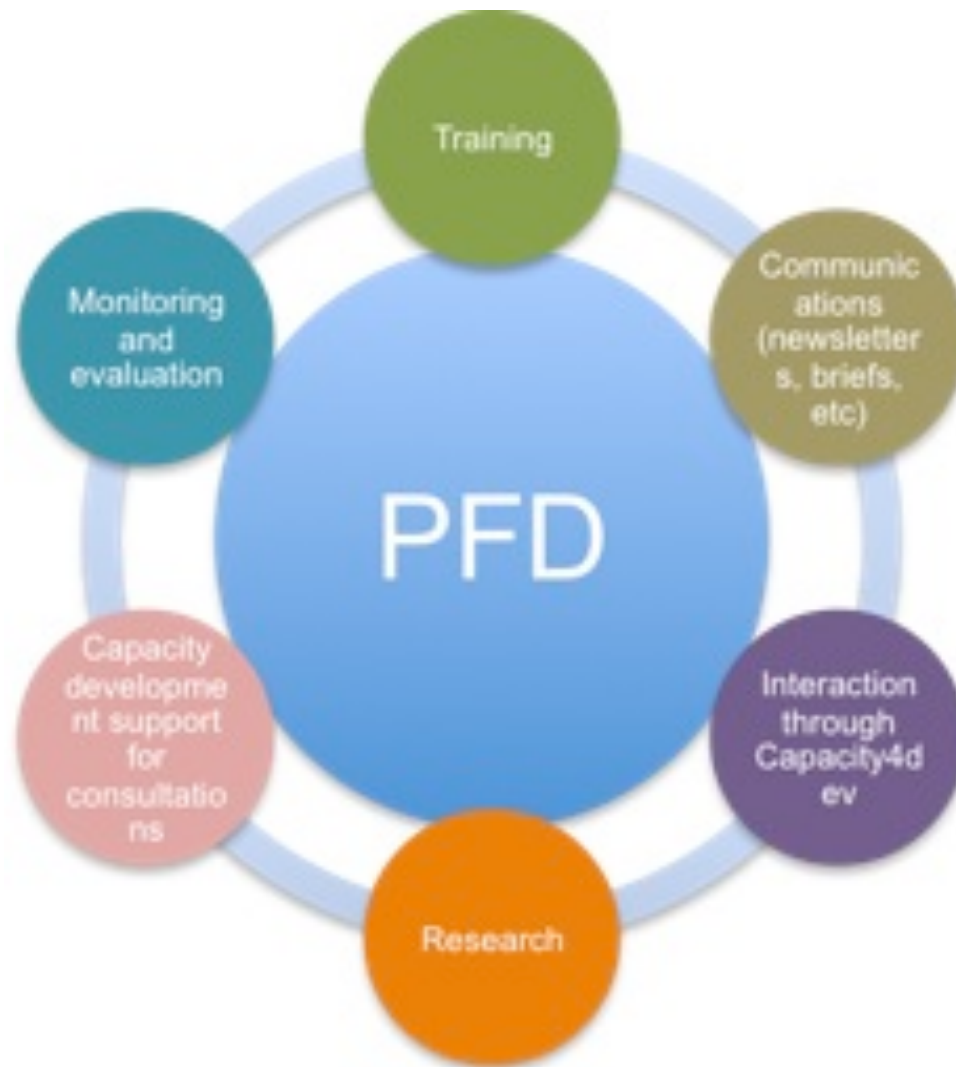 Training
Communic
ations
(newsletter
s, briefs,
etc)
Interaction
through
Capacity4d
ev
Research
Capacity
developme
nt support
for
consultatio
ns
Monitoring
and
evaluation
PFD